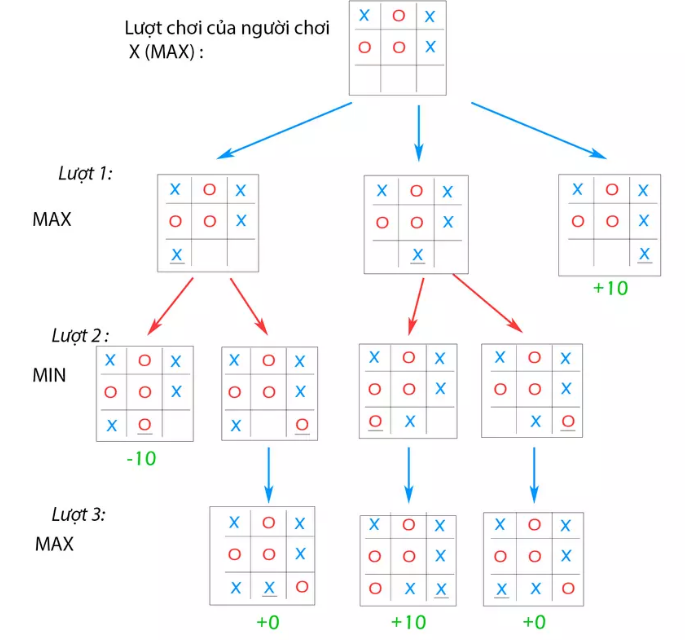 Lượt chơi của người chơi
X (MAX) :
X O X
O O X
Lượt 1:
MAX
X O X
O O X
X
X O X
O O X
X
X O X
O O X
X
+10
Lượt 2 :
MIN
X O X
O O X
X O
-10
X O X
O O X
X O
X O X
O O X
O X
X O X
O O X
X O
Lượt 3:
MAX
X O X
O O X
X X O
+0
X O X
O O X
O X X
+10
X O X
O O X
X X O
+0